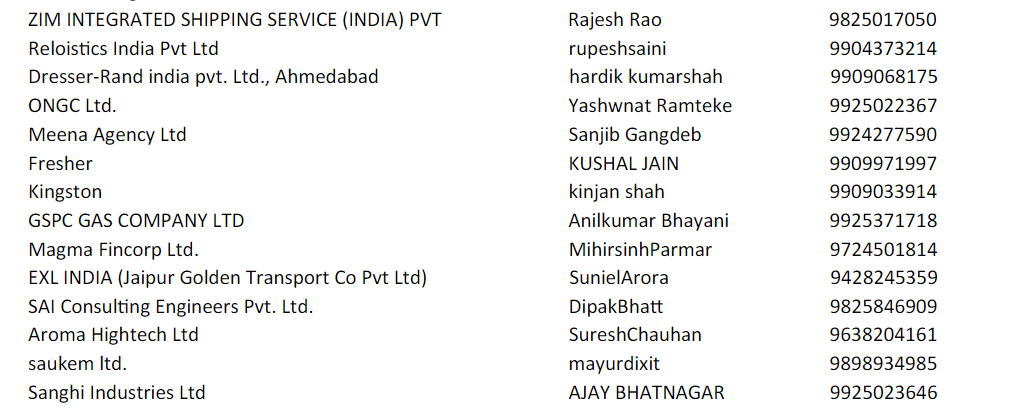 ZIM INTEGRATED SHIPPING SERVICE (INDIA) PVT Rajesh Rao 9825017050
Reloistics India Pvt Ltd rupeshsaini 9904373214
Dresser-Rand india pvt. Ltd., Ahmedabad hardik kumarshah 9909068175
ONGC Ltd. Yashwnat Ramteke 9925022367
Meena Agency Ltd Sanjib Gangdeb 9924277590
Fresher KUSHAL JAIN 9909971997
Kingston kinjan shah 9909033914
GSPC GAS COMPANY LTD Anilkumar Bhayani 9925371718
Magma Fincorp Ltd. MihirsinhParmar 9724501814
EXL INDIA (Jaipur Golden Transport Co Pvt Ltd) SunielArora 9428245359
SAI Consulting Engineers Pvt. Ltd. DipakBhatt 9825846909
Aroma Hightech Ltd SureshChauhan 9638204161
saukem ltd. mayurdixit 9898934985
Sanghi Industries Ltd AJAY BHATNAGAR 9925023646